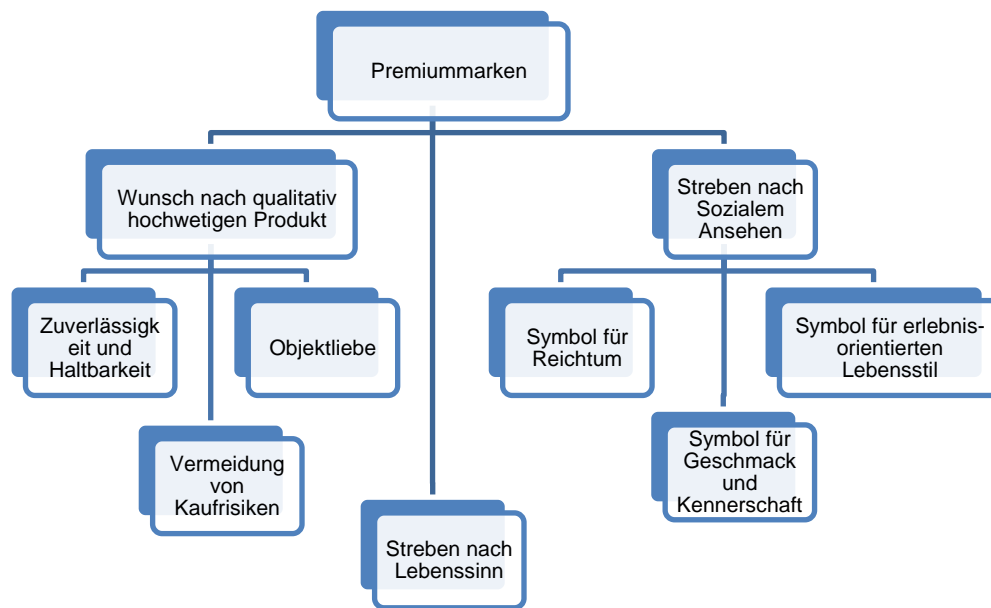 Premiummarken
Wunsch nach qualitativ
hochwetigen Produkt
Streben nach
Sozialem
Ansehen
Zuverlässigk
eit und
Haltbarkeit
Objektliebe
Symbol für
Reichtum
Symbol für erlebnis-
orientierten
Lebensstil
Vermeidung
von
Kaufrisiken
Symbol für
Geschmack
und
Kennerschaft
Streben nach
Lebenssinn